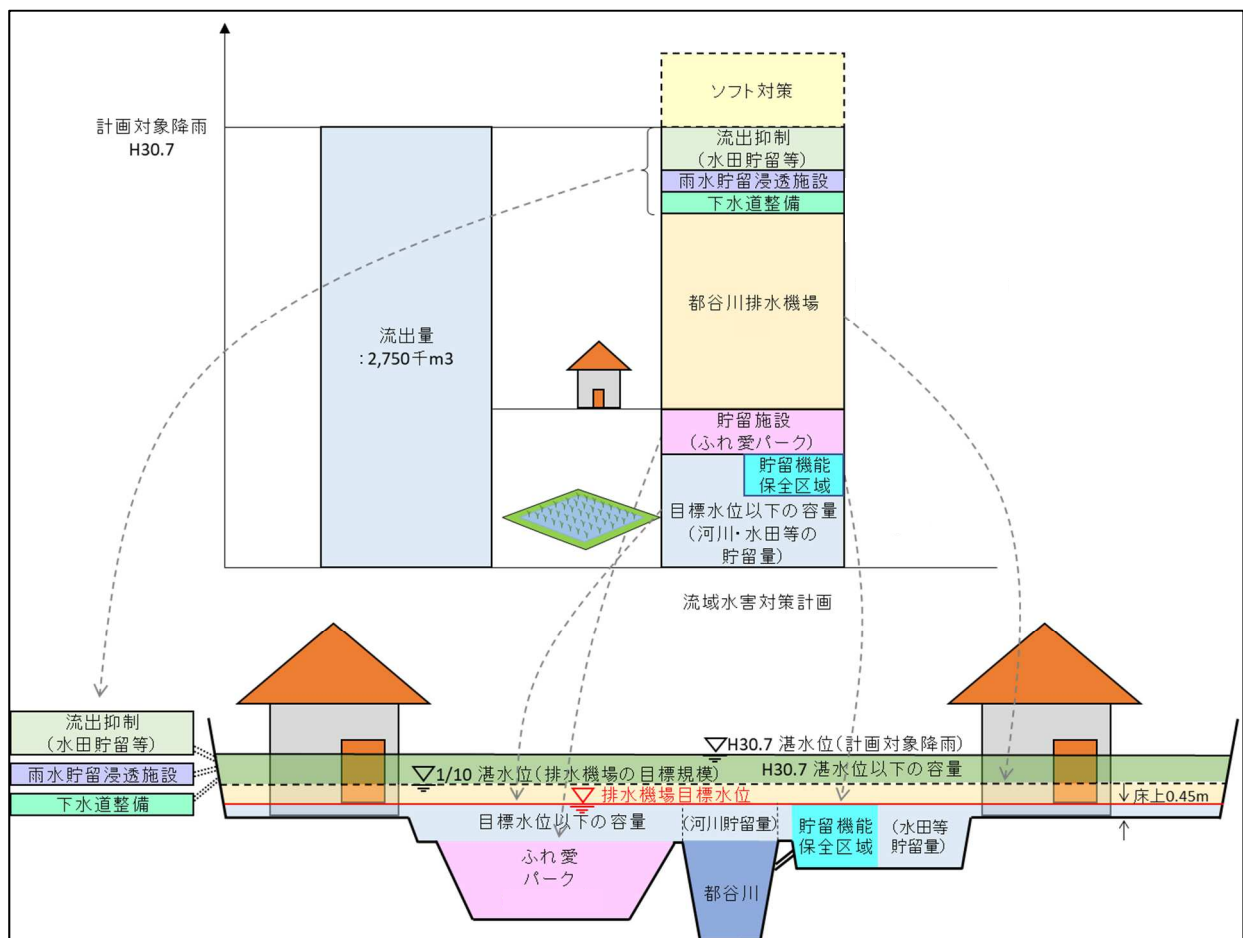 ソフト対策
計画対象降雨
H30.7
流出抑制
(水田貯留等)
雨水貯留浸透施設
下水道整備
都谷川排水機場
流出量
:2,750千m3
貯留施設
(ふれ愛パーク)
貯留機能
保全区域
目標水位以下の容量
(河川・水田等の
貯留量)
流域水害対策計画
流出抑制
(水田貯留等)
雨水貯留浸透施設
下水道整備
H30.7 湛水位(計画対象降雨)
H30.7 湛水位以下の容量
1/10 湛水位(排水機場の目標規模)
排水機場目標水位
床上0.45m
目標水位以下の容量
(河川貯留量)
貯留機能
保全区域
(水田等
貯留量)
ふれ愛
パーク
都谷川